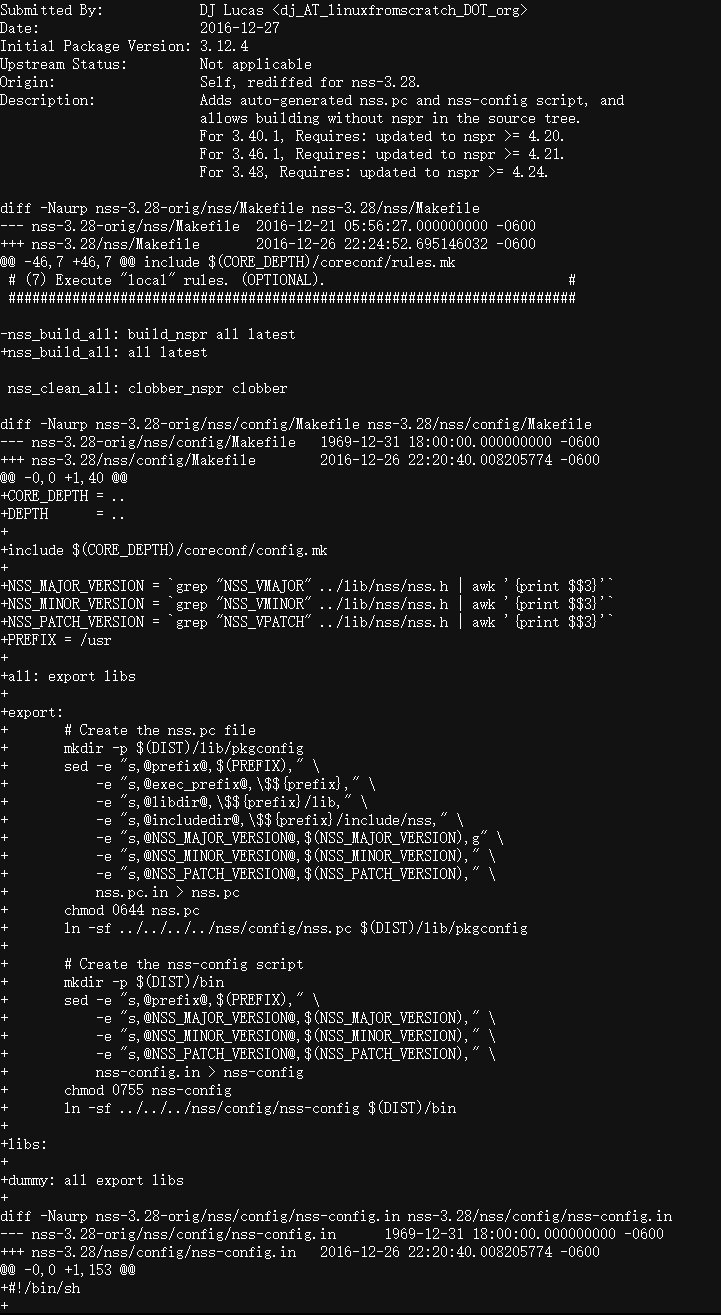 Submitted By:            DJ Lucas <dj_AT_linuxfromscratch_DOT_org>
Date:                    2016-12-27
Initial Package Version: 3.12.4
Upstream Status:         Not applicable
Origin:                  Self, rediffed for nss-3.28.
Description:             Adds auto-generated nss.pc and nss-config script, and
                         allows building without nspr in the source tree.
                         For 3.40.1, Requires: updated to nspr >= 4.20.
                         For 3.46.1, Requires: updated to nspr >= 4.21.
                         For 3.48, Requires: updated to nspr >= 4.24.

diff -Naurp nss-3.28-orig/nss/Makefile nss-3.28/nss/Makefile
--- nss-3.28-orig/nss/Makefile  2016-12-21 05:56:27.000000000 -0600
+++ nss-3.28/nss/Makefile       2016-12-26 22:24:52.695146032 -0600
@@ -46,7 +46,7 @@ include $(CORE_DEPTH)/coreconf/rules.mk
 # (7) Execute "local" rules. (OPTIONAL).                              #
 #######################################################################

-nss_build_all: build_nspr all latest
+nss_build_all: all latest

 nss_clean_all: clobber_nspr clobber

diff -Naurp nss-3.28-orig/nss/config/Makefile nss-3.28/nss/config/Makefile
--- nss-3.28-orig/nss/config/Makefile   1969-12-31 18:00:00.000000000 -0600
+++ nss-3.28/nss/config/Makefile        2016-12-26 22:20:40.008205774 -0600
@@ -0,0 +1,40 @@
+CORE_DEPTH = ..
+DEPTH      = ..
+
+include $(CORE_DEPTH)/coreconf/config.mk
+
+NSS_MAJOR_VERSION = `grep "NSS_VMAJOR" ../lib/nss/nss.h | awk '{print $$3}'`
+NSS_MINOR_VERSION = `grep "NSS_VMINOR" ../lib/nss/nss.h | awk '{print $$3}'`
+NSS_PATCH_VERSION = `grep "NSS_VPATCH" ../lib/nss/nss.h | awk '{print $$3}'`
+PREFIX = /usr
+
+all: export libs
+
+export:
+       # Create the nss.pc file
+       mkdir -p $(DIST)/lib/pkgconfig
+       sed -e "s,@prefix@,$(PREFIX)," \
+           -e "s,@exec_prefix@,\$${prefix}," \
+           -e "s,@libdir@,\$${prefix}/lib," \
+           -e "s,@includedir@,\$${prefix}/include/nss," \
+           -e "s,@NSS_MAJOR_VERSION@,$(NSS_MAJOR_VERSION),g" \
+           -e "s,@NSS_MINOR_VERSION@,$(NSS_MINOR_VERSION)," \
+           -e "s,@NSS_PATCH_VERSION@,$(NSS_PATCH_VERSION)," \
+           nss.pc.in > nss.pc
+       chmod 0644 nss.pc
+       ln -sf ../../../../nss/config/nss.pc $(DIST)/lib/pkgconfig
+
+       # Create the nss-config script
+       mkdir -p $(DIST)/bin
+       sed -e "s,@prefix@,$(PREFIX)," \
+           -e "s,@NSS_MAJOR_VERSION@,$(NSS_MAJOR_VERSION)," \
+           -e "s,@NSS_MINOR_VERSION@,$(NSS_MINOR_VERSION)," \
+           -e "s,@NSS_PATCH_VERSION@,$(NSS_PATCH_VERSION)," \
+           nss-config.in > nss-config
+       chmod 0755 nss-config
+       ln -sf ../../../nss/config/nss-config $(DIST)/bin
+
+libs:
+
+dummy: all export libs
+
diff -Naurp nss-3.28-orig/nss/config/nss-config.in nss-3.28/nss/config/nss-config.in
--- nss-3.28-orig/nss/config/nss-config.in      1969-12-31 18:00:00.000000000 -0600
+++ nss-3.28/nss/config/nss-config.in   2016-12-26 22:20:40.008205774 -0600
@@ -0,0 +1,153 @@
+#!/bin/sh
+